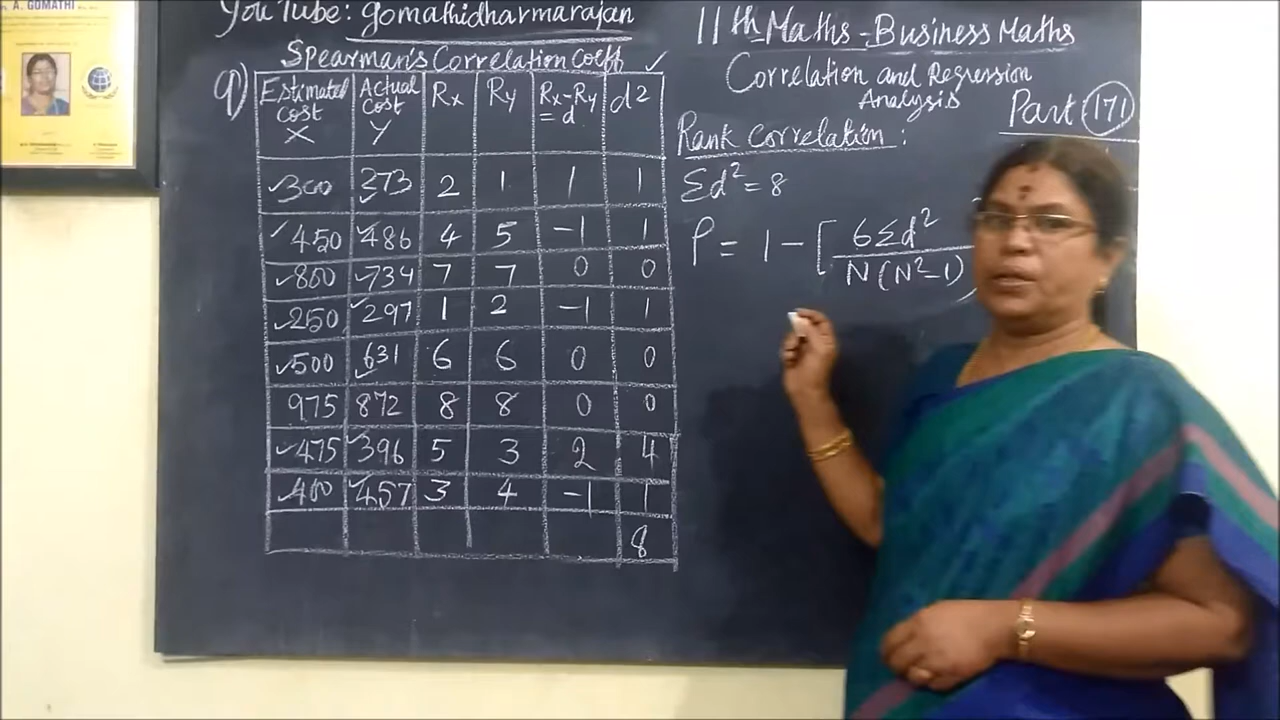 A. GOMATHI
YouTube: gomathidharmarajan
Spearman's Correlation Coeff ✓
9) Estimated cost X | Actual cost Y | Rx | Ry | Rx-Ry = d | d²
✓300 | ✓373 | 2 | 1 | 1 | 1
✓450 | ✓486 | 4 | 5 | -1 | 1
✓800 | ✓734 | 7 | 7 | 0 | 0
✓250 | ✓297 | 1 | 2 | -1 | 1
✓500 | ✓631 | 6 | 6 | 0 | 0
975 | 872 | 8 | 8 | 0 | 0
✓475 | ✓396 | 5 | 3 | 2 | 4
✓400 | ✓457 | 3 | 4 | -1 | 1
8
11th Maths - Business Maths
Correlation and Regression
Analysis
Part 171
Rank Correlation:
Σd² = 8
ρ = 1 - [6Σd² / N(N²-1)